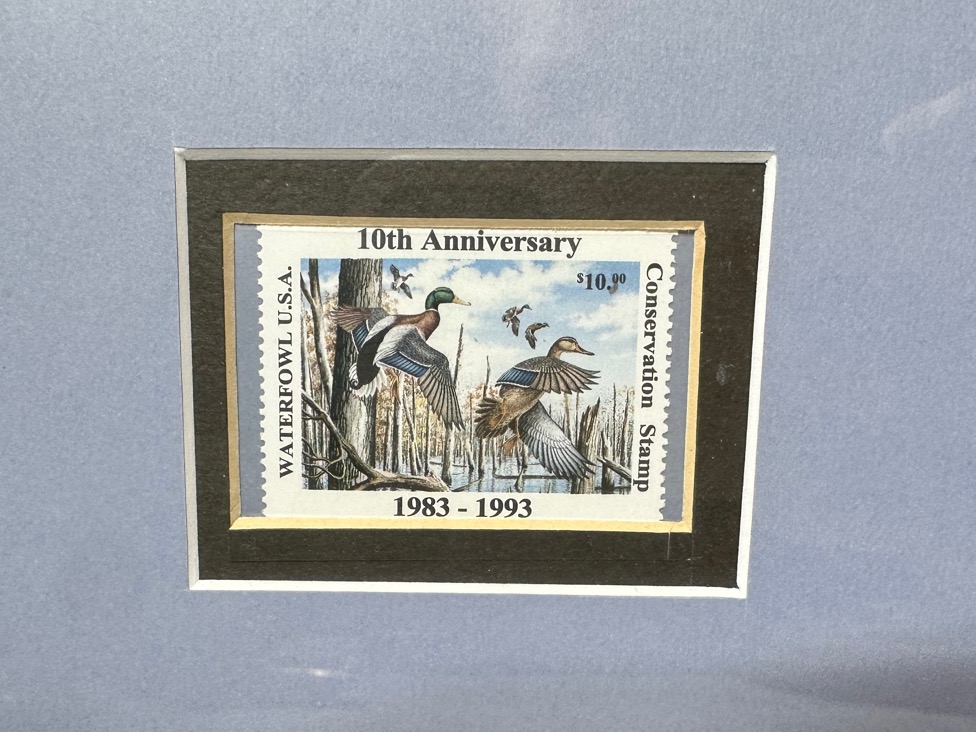 10th Anniversary
WATERFOWL U.S.A.
$10.00
Conservation Stamp
1983 - 1993